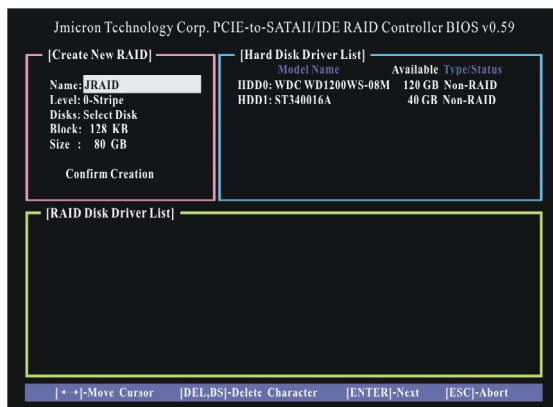 Jmicron Technology Corp. PCIE-to-SATAII/IDE RAID Controller BIOS v0.59
[Create New RAID]
Name: JRAID
Level: 0-Stripe
Disks: Select Disk
Block: 128 KB
Size : 80 GB
Confirm Creation
[Hard Disk Driver List]
Model Name Available Type/Status
HDD0: WDC WD1200WS-08M 120 GB Non-RAID
HDD1: ST340016A 40 GB Non-RAID
[RAID Disk Driver List]
[←→]-Move Cursor [DEL,BS]-Delete Character [ENTER]-Next [ESC]-Abort